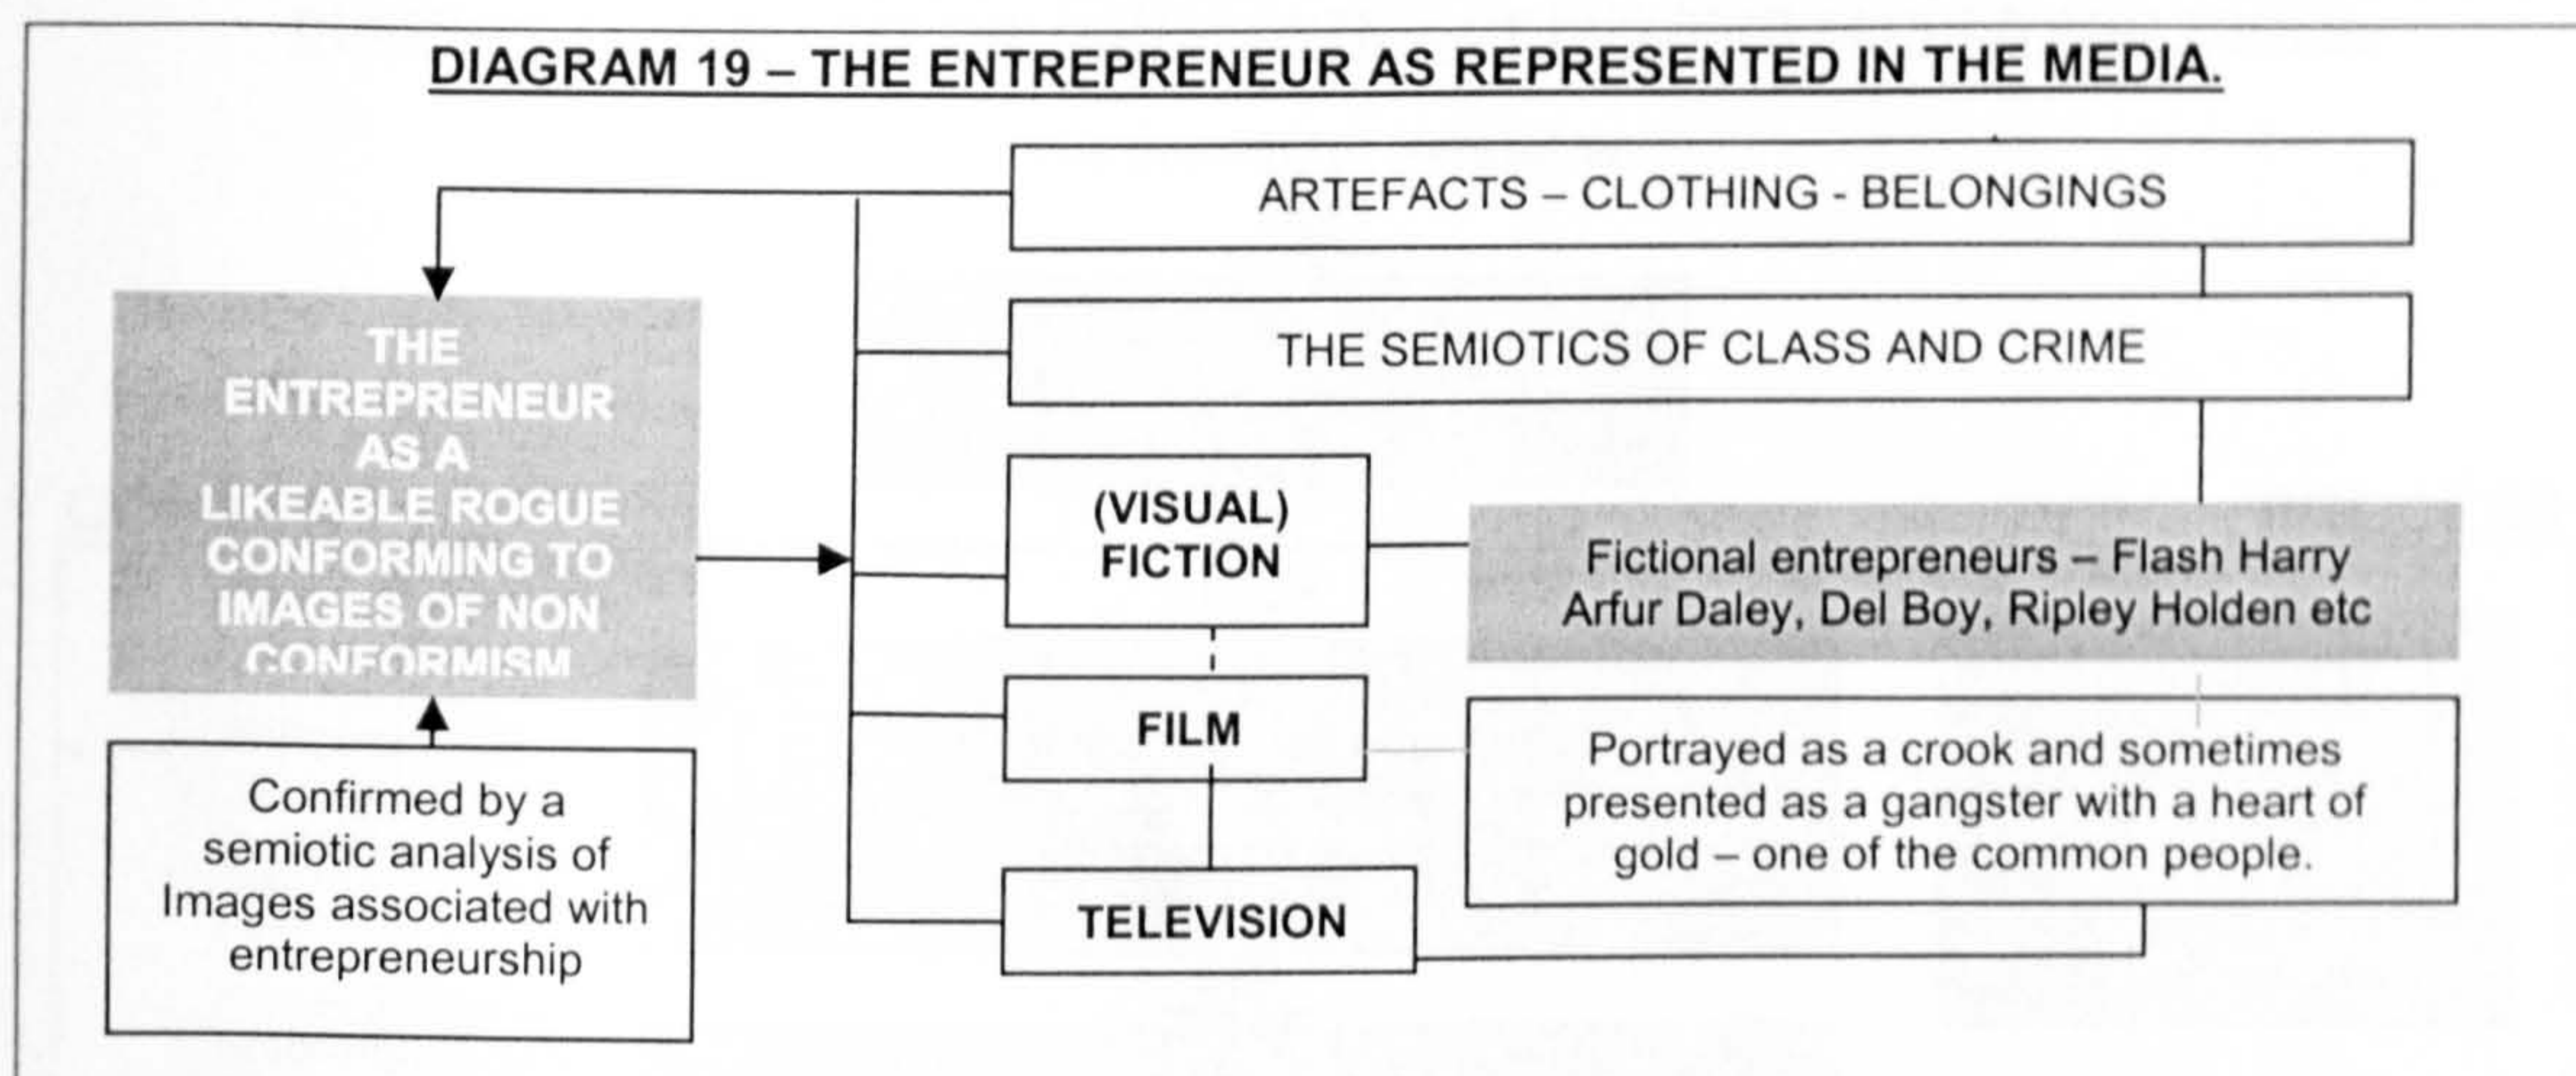 DIAGRAM 19 – THE ENTREPRENEUR AS REPRESENTED IN THE MEDIA.
ARTEFACTS – CLOTHING - BELONGINGS
THE SEMIOTICS OF CLASS AND CRIME
THE
ENTREPRENEUR
AS A
LIKEABLE ROGUE
CONFORMING TO
IMAGES OF NON
CONFORMISM
(VISUAL)
FICTION
Fictional entrepreneurs – Flash Harry
Arfur Daley, Del Boy, Ripley Holden etc
FILM
Portrayed as a crook and sometimes
presented as a gangster with a heart of
gold – one of the common people.
Confirmed by a
semiotic analysis of
Images associated with
entrepreneurship
TELEVISION